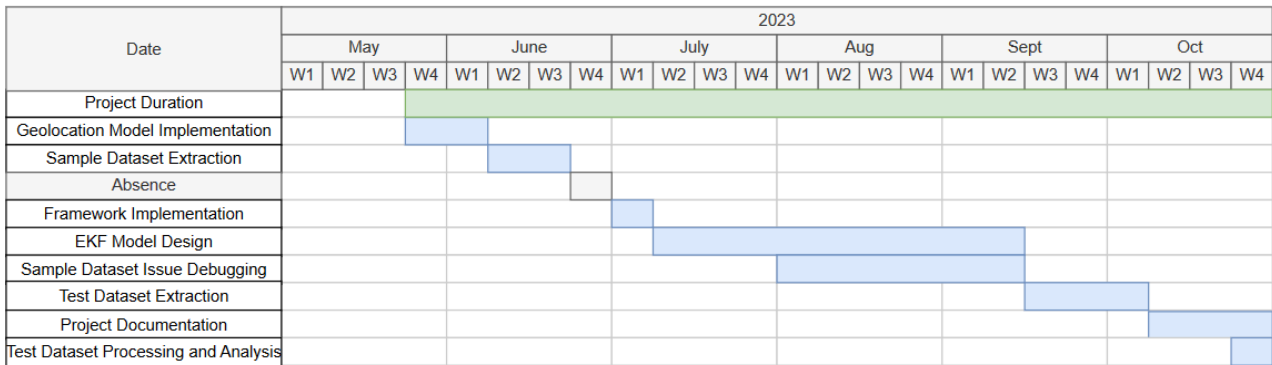 2023
Date
May June July Aug Sept Oct
W1 W2 W3 W4 W1 W2 W3 W4 W1 W2 W3 W4 W1 W2 W3 W4 W1 W2 W3 W4 W1 W2 W3 W4
Project Duration
Geolocation Model Implementation
Sample Dataset Extraction
Absence
Framework Implementation
EKF Model Design
Sample Dataset Issue Debugging
Test Dataset Extraction
Project Documentation
Test Dataset Processing and Analysis